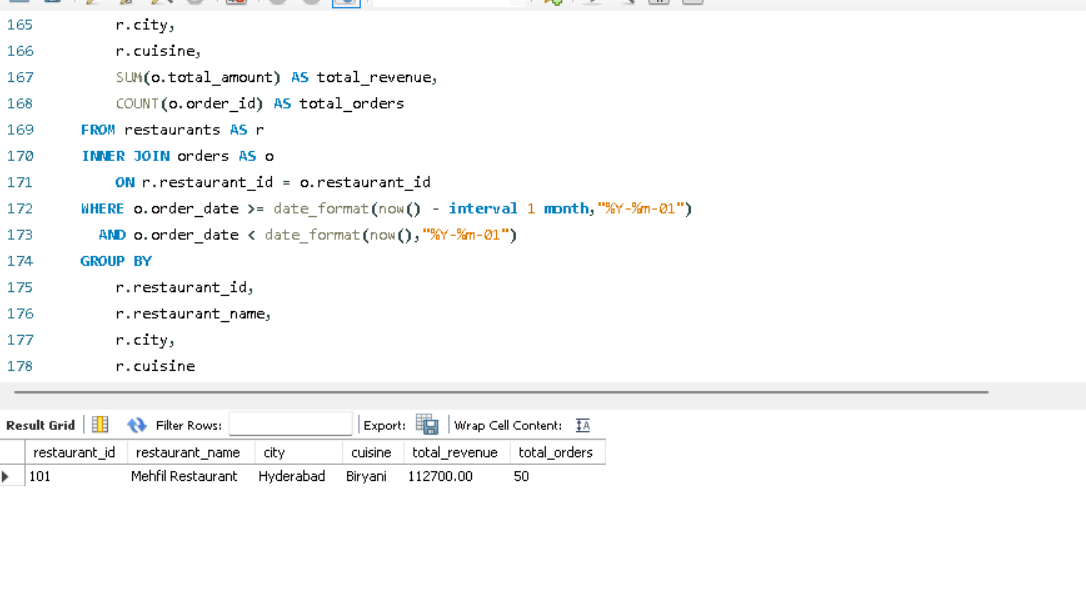 165 r.city,
166 r.cuisine,
167 SUM(o.total_amount) AS total_revenue,
168 COUNT(o.order_id) AS total_orders
169 FROM restaurants AS r
170 INNER JOIN orders AS o
171 ON r.restaurant_id = o.restaurant_id
172 WHERE o.order_date >= date_format(now() - interval 1 month,"%Y-%m-01")
173 AND o.order_date < date_format(now(),"%Y-%m-01")
174 GROUP BY
175 r.restaurant_id,
176 r.restaurant_name,
177 r.city,
178 r.cuisine
Result Grid Filter Rows: Export: Wrap Cell Content:
restaurant_id restaurant_name city cuisine total_revenue total_orders
101 Mehfil Restaurant Hyderabad Biryani 112700.00 50